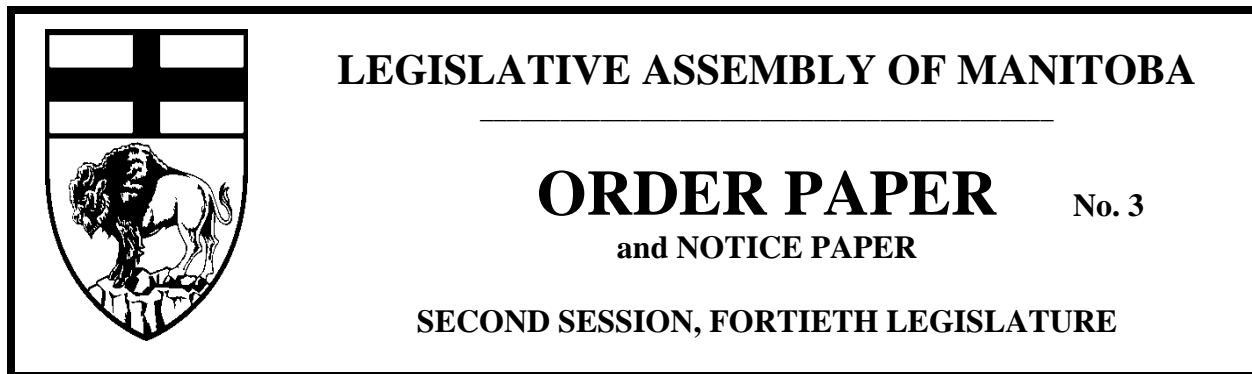 LEGISLATIVE ASSEMBLY OF MANITOBA
ORDER PAPER No. 3
and NOTICE PAPER
SECOND SESSION, FORTIETH LEGISLATURE